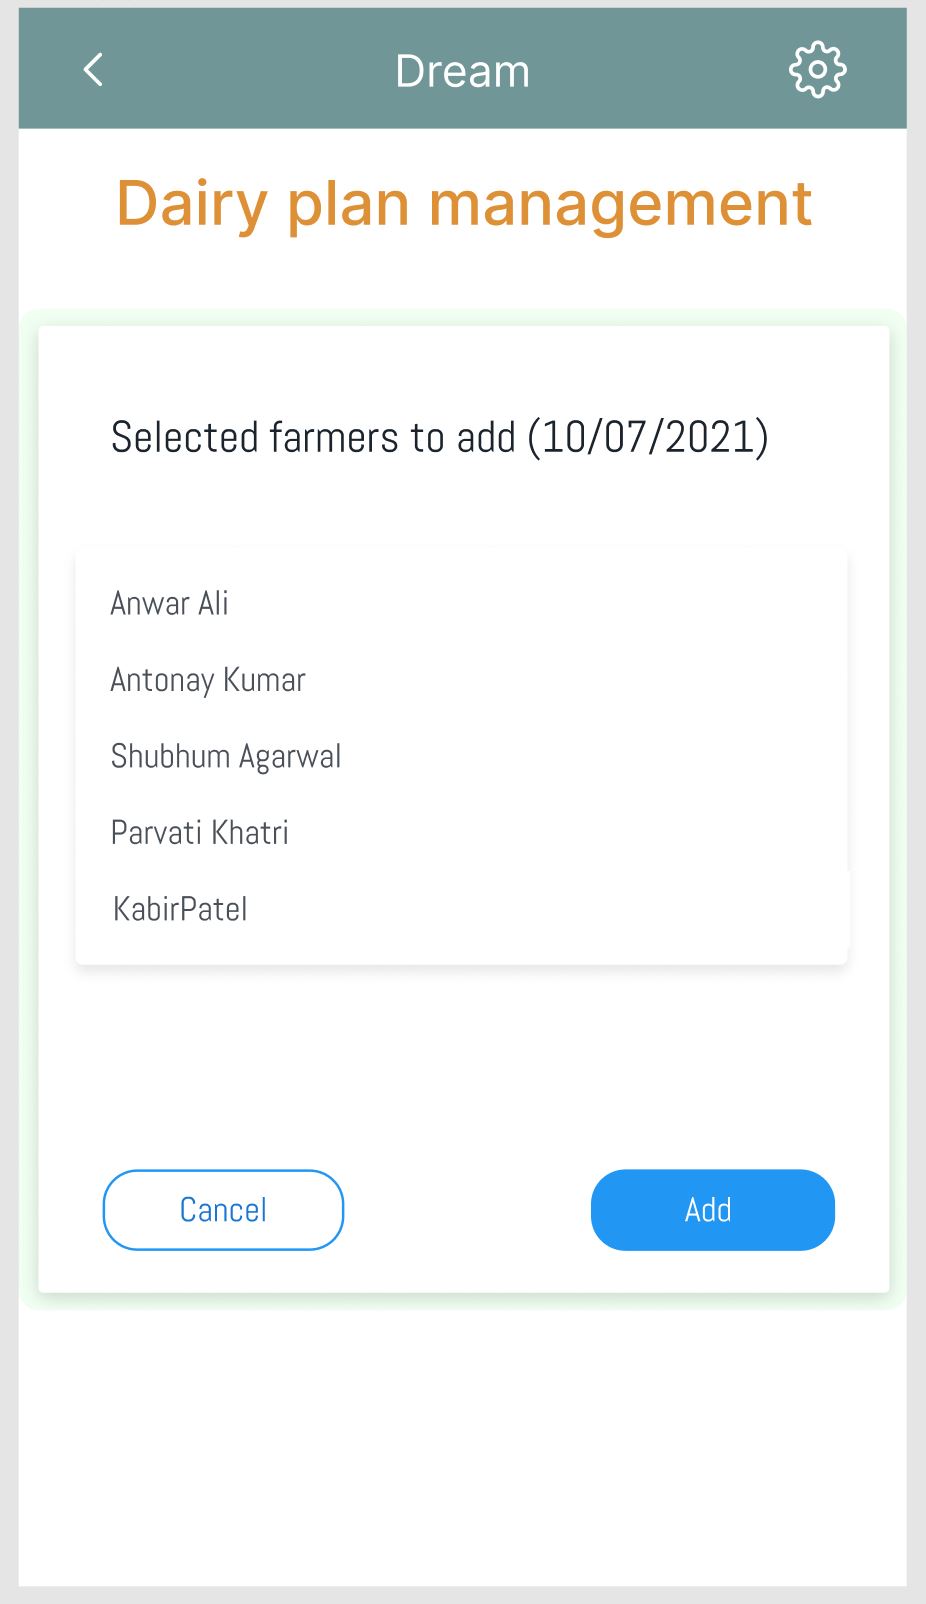 Dream
Dairy plan management
Selected farmers to add (10/07/2021)
Anwar Ali
Antonay Kumar
Shubhum Agarwal
Parvati Khatri
KabirPatel
Cancel
Add